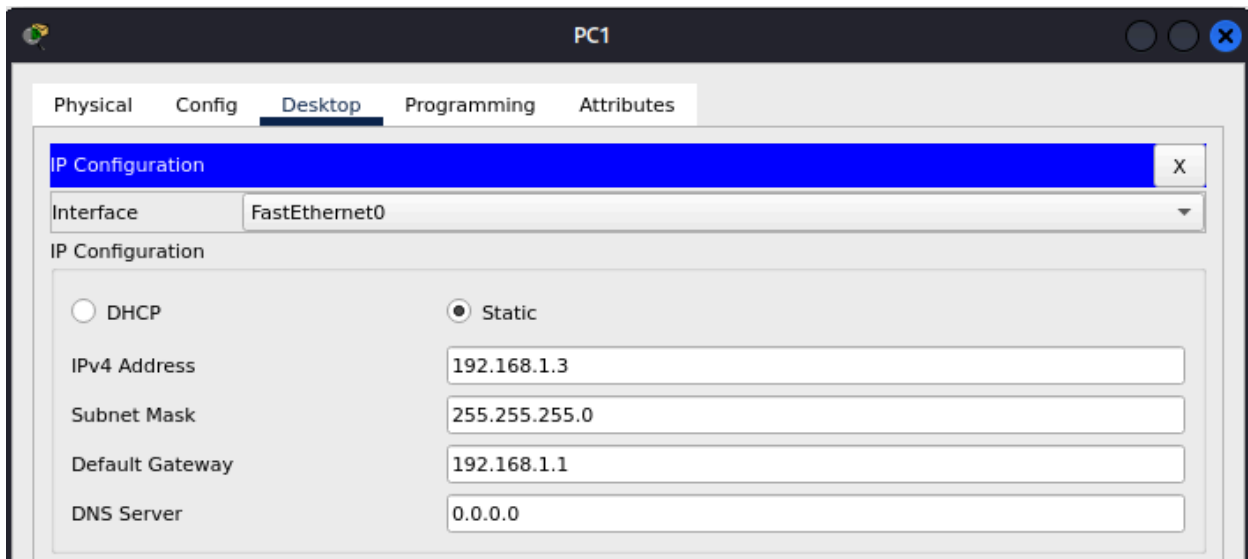 PC1
Physical Config Desktop Programming Attributes
IP Configuration X
Interface FastEthernet0
IP Configuration
DHCP Static
IPv4 Address 192.168.1.3
Subnet Mask 255.255.255.0
Default Gateway 192.168.1.1
DNS Server 0.0.0.0